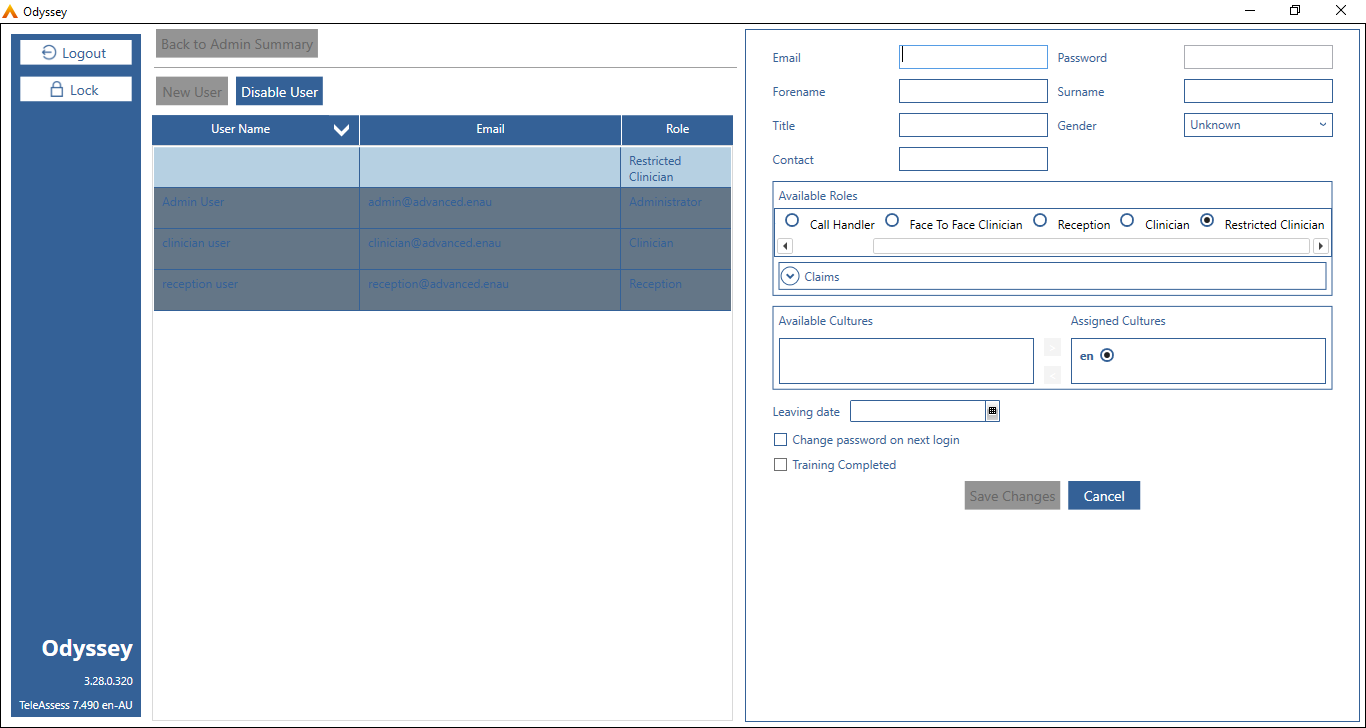 Odyssey
Logout
Lock
Back to Admin Summary
New User
Disable User
User Name
Email
Role
Restricted
Clinician
Admin User
admin@advanced.enau
Administrator
clinician user
clinician@advanced.enau
Clinician
reception user
reception@advanced.enau
Reception
Email
Password
Forename
Surname
Title
Gender
Unknown
Contact
Available Roles
Call Handler
Face To Face Clinician
Reception
Clinician
Restricted Clinician
Claims
Available Cultures
Assigned Cultures
>
<
en
Leaving date
Change password on next login
Training Completed
Save Changes
Cancel
Odyssey
3.28.0.320
TeleAssess 7.490 en-AU